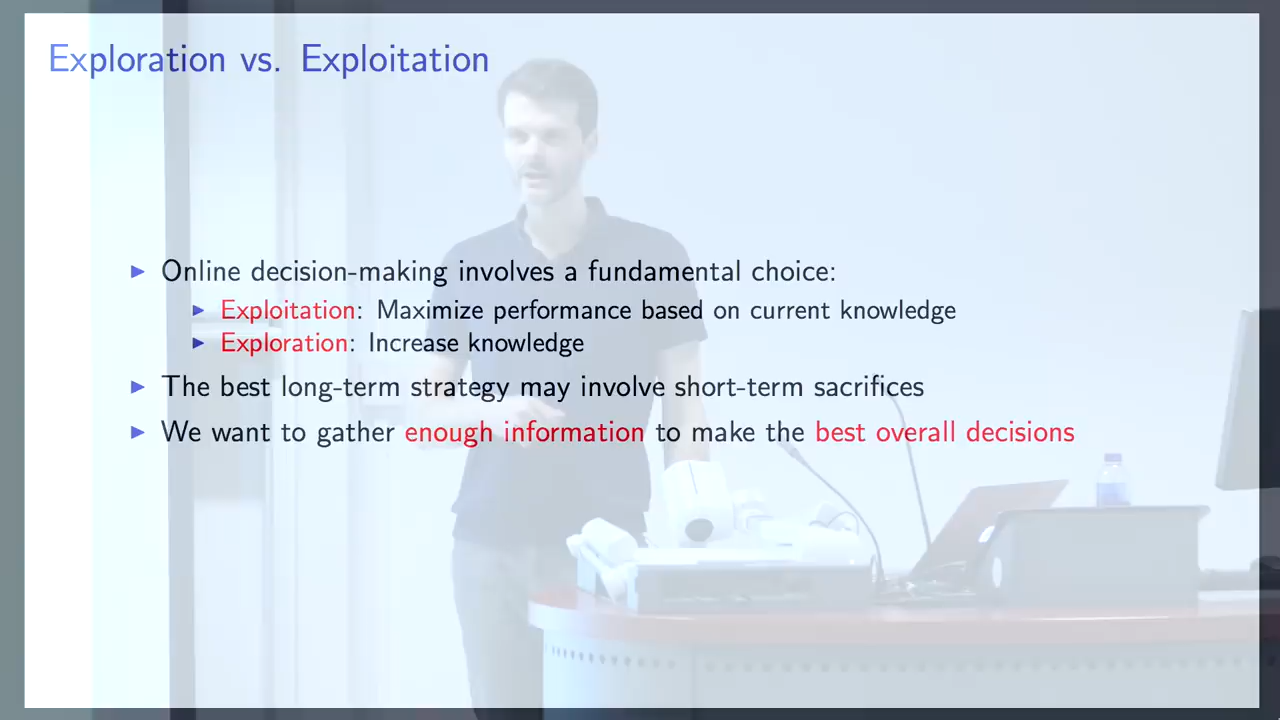 Exploration vs. Exploitation
► Online decision-making involves a fundamental choice:
► Exploitation: Maximize performance based on current knowledge
► Exploration: Increase knowledge
► The best long-term strategy may involve short-term sacrifices
► We want to gather enough information to make the best overall decisions